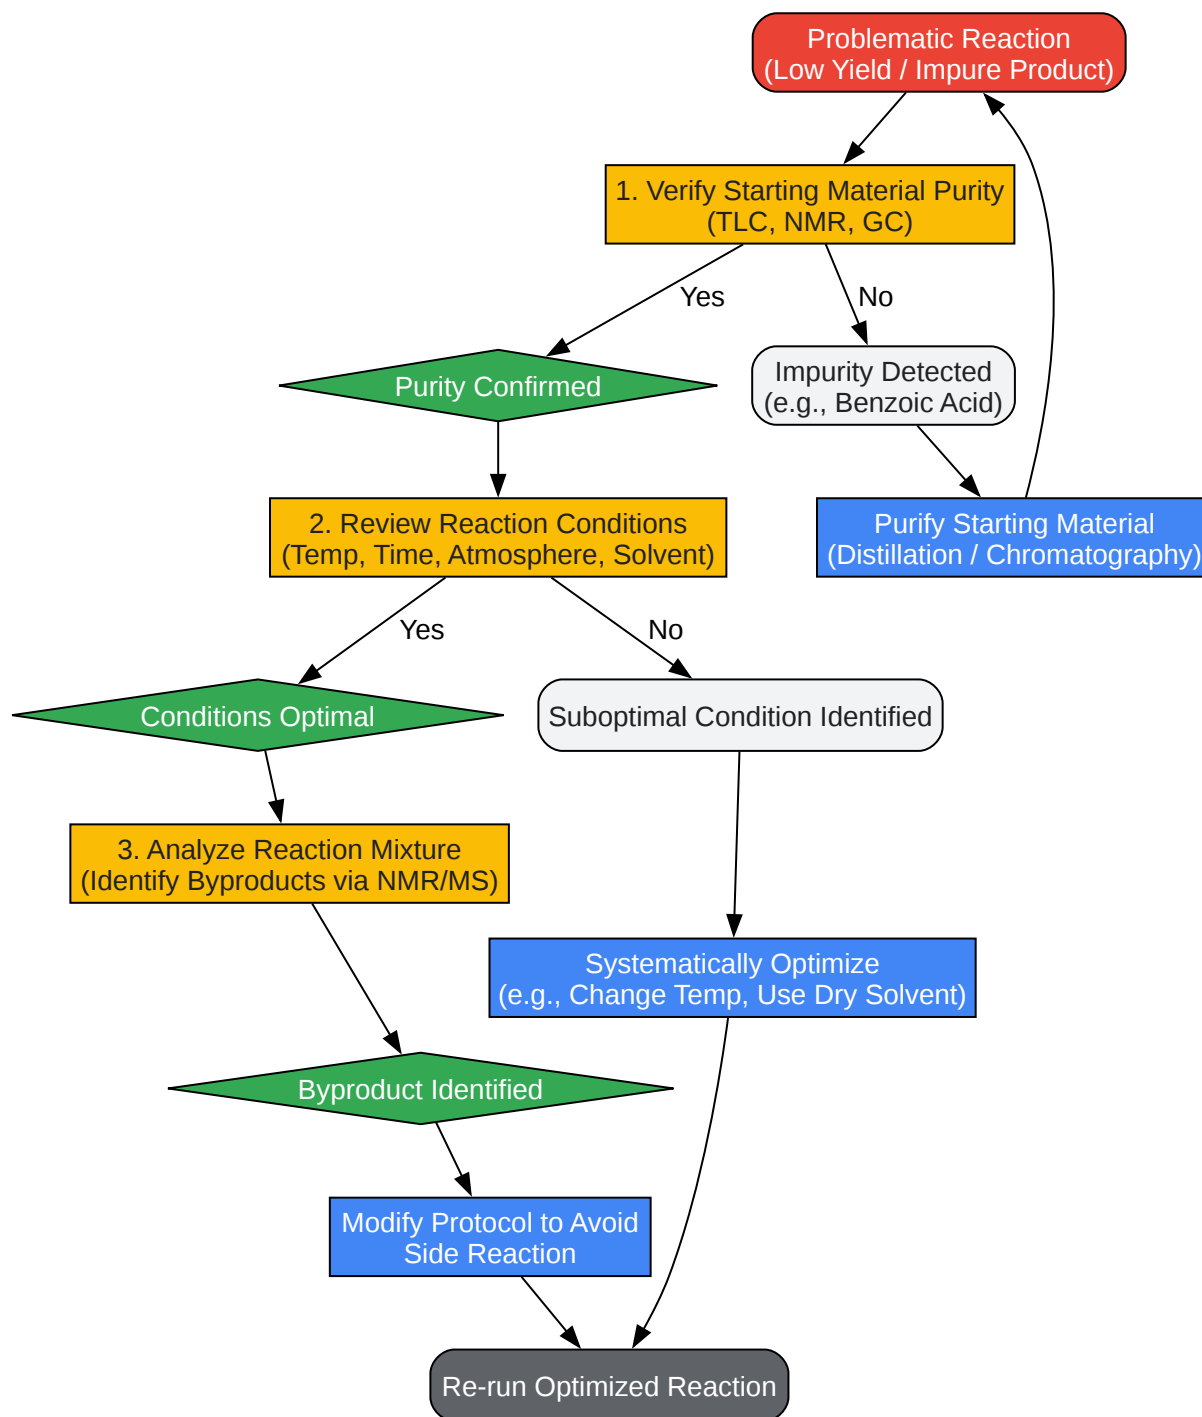 Problematic Reaction
(Low Yield / Impure Product)
1. Verify Starting Material Purity
(TLC, NMR, GC)
Yes
No
Purity Confirmed
Impurity Detected
(e.g., Benzoic Acid)
2. Review Reaction Conditions
(Temp, Time, Atmosphere, Solvent)
Purify Starting Material
(Distillation / Chromatography)
Yes
No
Conditions Optimal
Suboptimal Condition Identified
3. Analyze Reaction Mixture
(Identify Byproducts via NMR/MS)
Systematically Optimize
(e.g., Change Temp, Use Dry Solvent)
Byproduct Identified
Modify Protocol to Avoid
Side Reaction
Re-run Optimized Reaction